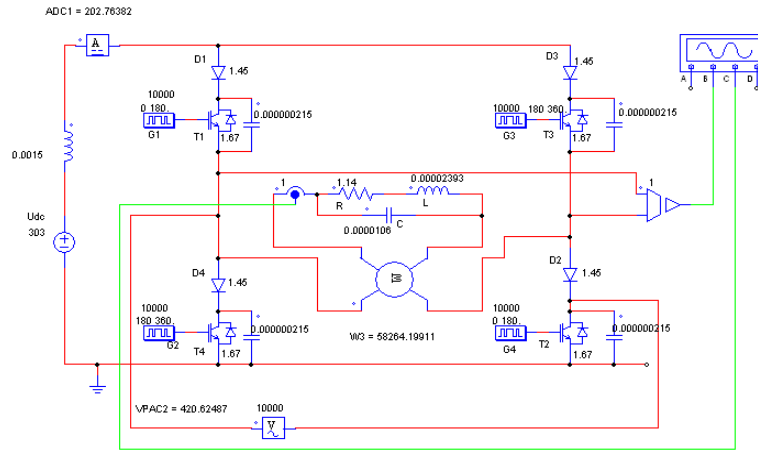 ADC1 = 202.76382
A
D1
1.45
D3
1.45
A B C D
10000
0 180.
G1
T1
1.67
0.000000215
10000
180 360.
G3
T3
1.67
0.000000215
0.0015
1
1.14
R
0.00002393
L
1
C
0.0000106
Udc
303
W
D4
1.45
D2
1.45
10000
180 360.
G2
T4
1.67
0.000000215
10000
0 180
G4
T2
1.67
0.000000215
W3 = 58264.19911
VPAC2 = 420.62487
10000
V